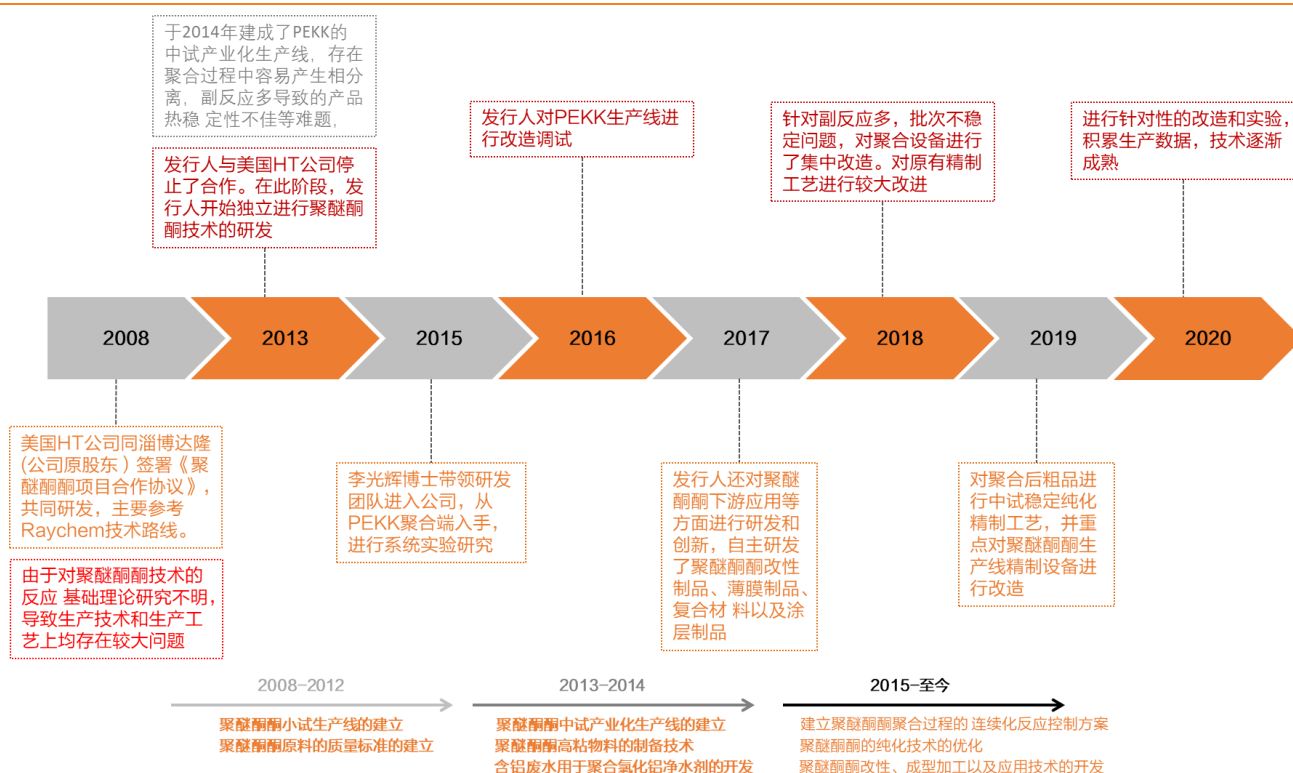 于2014年建成了PEKK的
中试产业化生产线，存在
聚合过程中容易产生相分
离，副反应多导致的产品
热稳 定性不佳等难题，
发行人与美国HT公司停
止了合作。在此阶段，发
行人开始独立进行聚醚酮
酮技术的研发
发行人对PEKK生产线进
行改造调试
针对副反应多，批次不稳
定问题，对聚合设备进行
了集中改造。对原有精制
工艺进行较大改进
进行针对性的改造和实验，
积累生产数据，技术逐渐
成熟
2008
2013
2015
2016
2017
2018
2019
2020
美国HT公司同淄博达隆
(公司原股东）签署《聚
醚酮酮项目合作协议》，
共同研发，主要参考
Raychem技术路线。
由于对聚醚酮酮技术的
反应 基础理论研究不明，
导致生产技术和生产工
艺上均存在较大问题
李光辉博士带领研发
团队进入公司，从
PEKK聚合端入手，
进行系统实验研究
发行人还对聚醚
酮酮下游应用等
方面进行研发和
创新，自主研发
了聚醚酮酮改性
制品、薄膜制品、
复合材 料以及涂
层制品
对聚合后粗品进
行中试稳定纯化
精制工艺，并重
点对聚醚酮酮生
产线精制设备进
行改造
2008-2012
聚醚酮酮小试生产线的建立
聚醚酮酮原料的质量标准的建立
2013-2014
聚醚酮酮中试产业化生产线的建立
聚醚酮酮高粘物料的制备技术
含铝废水用于聚合氯化铝净水剂的开发
2015-至今
建立聚醚酮酮聚合过程的 连续化反应控制方案
聚醚酮酮的纯化技术的优化
聚醚酮酮改性、成型加工以及应用技术的开发